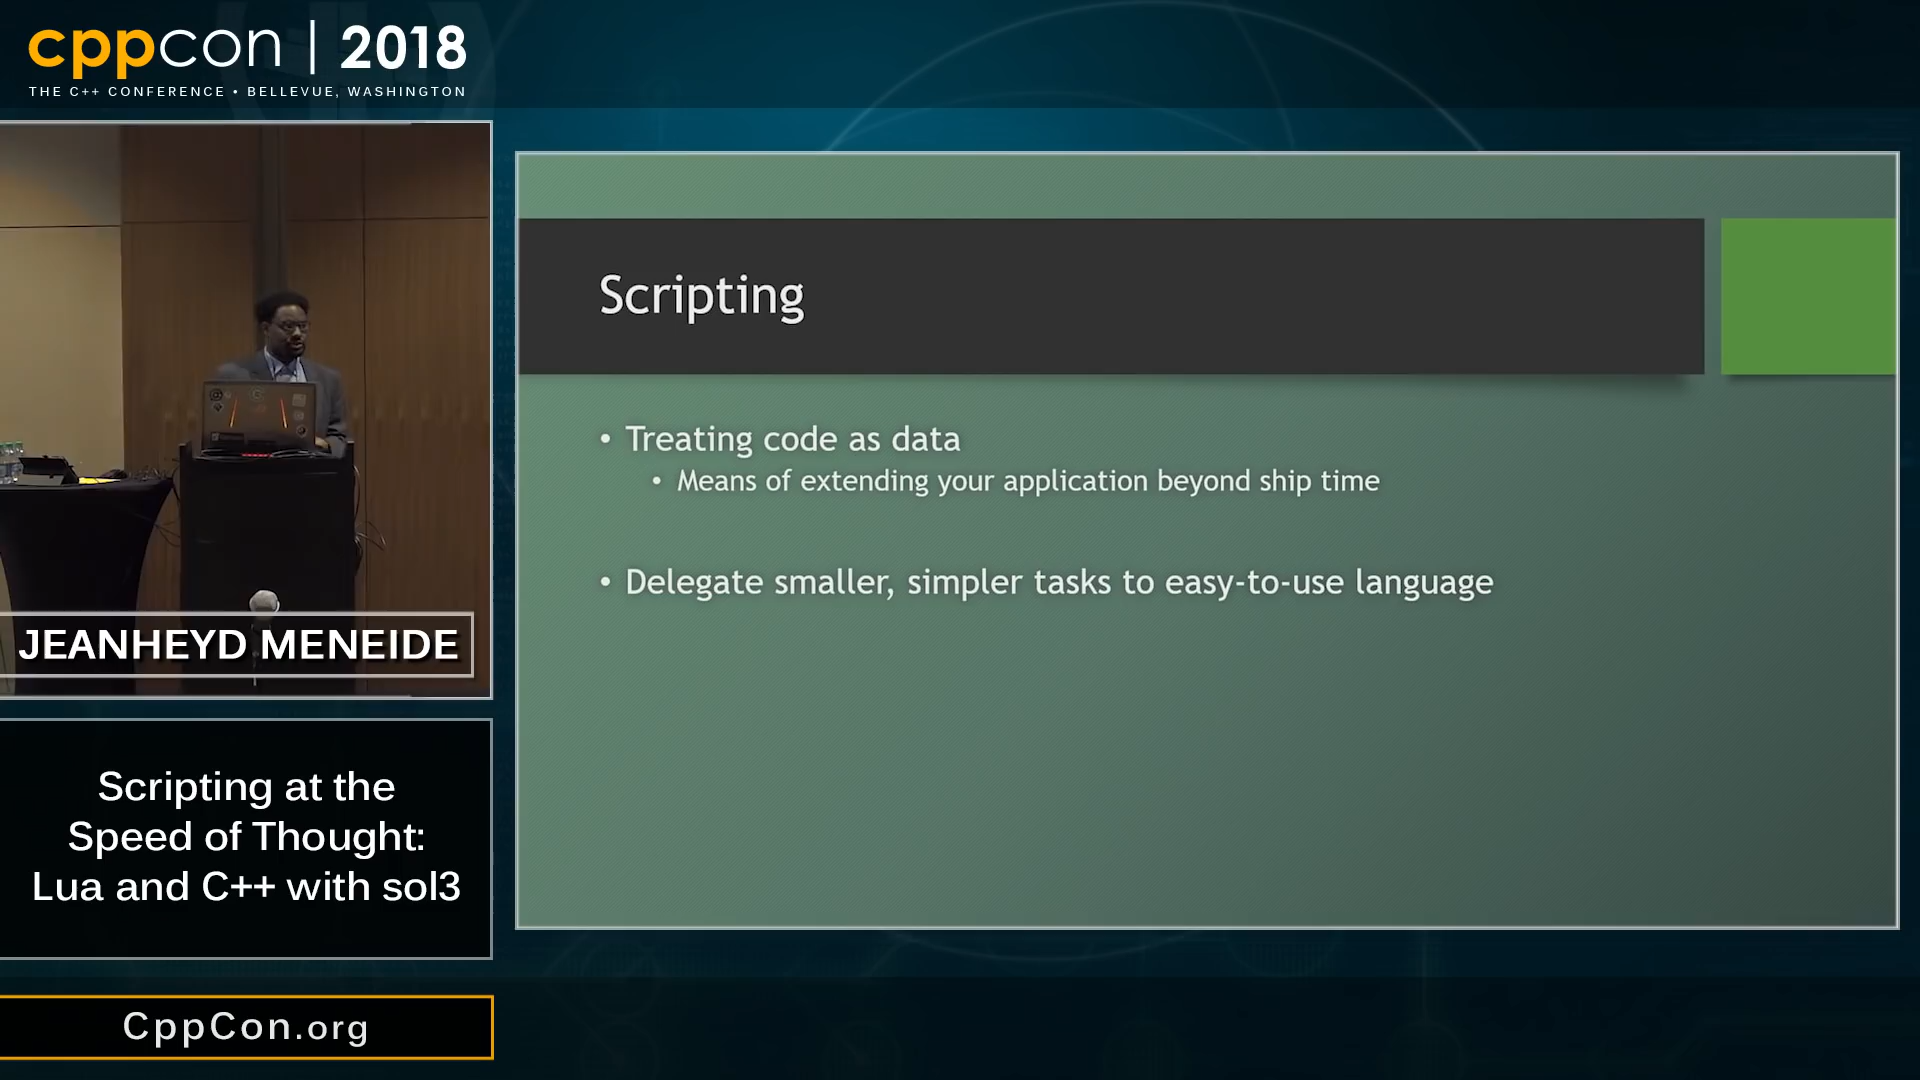 cppcon | 2018
THE C++ CONFERENCE • BELLEVUE, WASHINGTON
JEANHEYD MENEIDE
Scripting at the
Speed of Thought:
Lua and C++ with sol3
CppCon.org
Scripting
• Treating code as data
• Means of extending your application beyond ship time
• Delegate smaller, simpler tasks to easy-to-use language